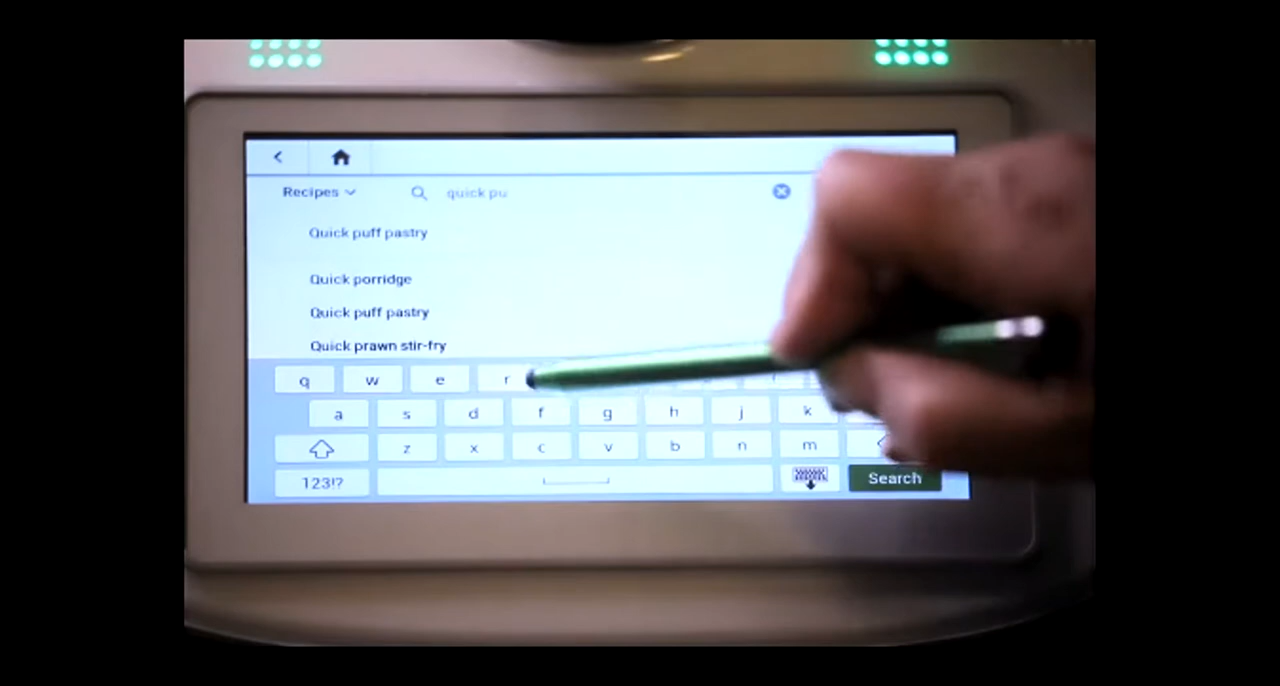 Recipes quick pu
Quick puff pastry
Quick porridge
Quick puff pastry
Quick prawn stir-fry
q w e r
a s d f g h j k
z x c v b n m
123!? Search